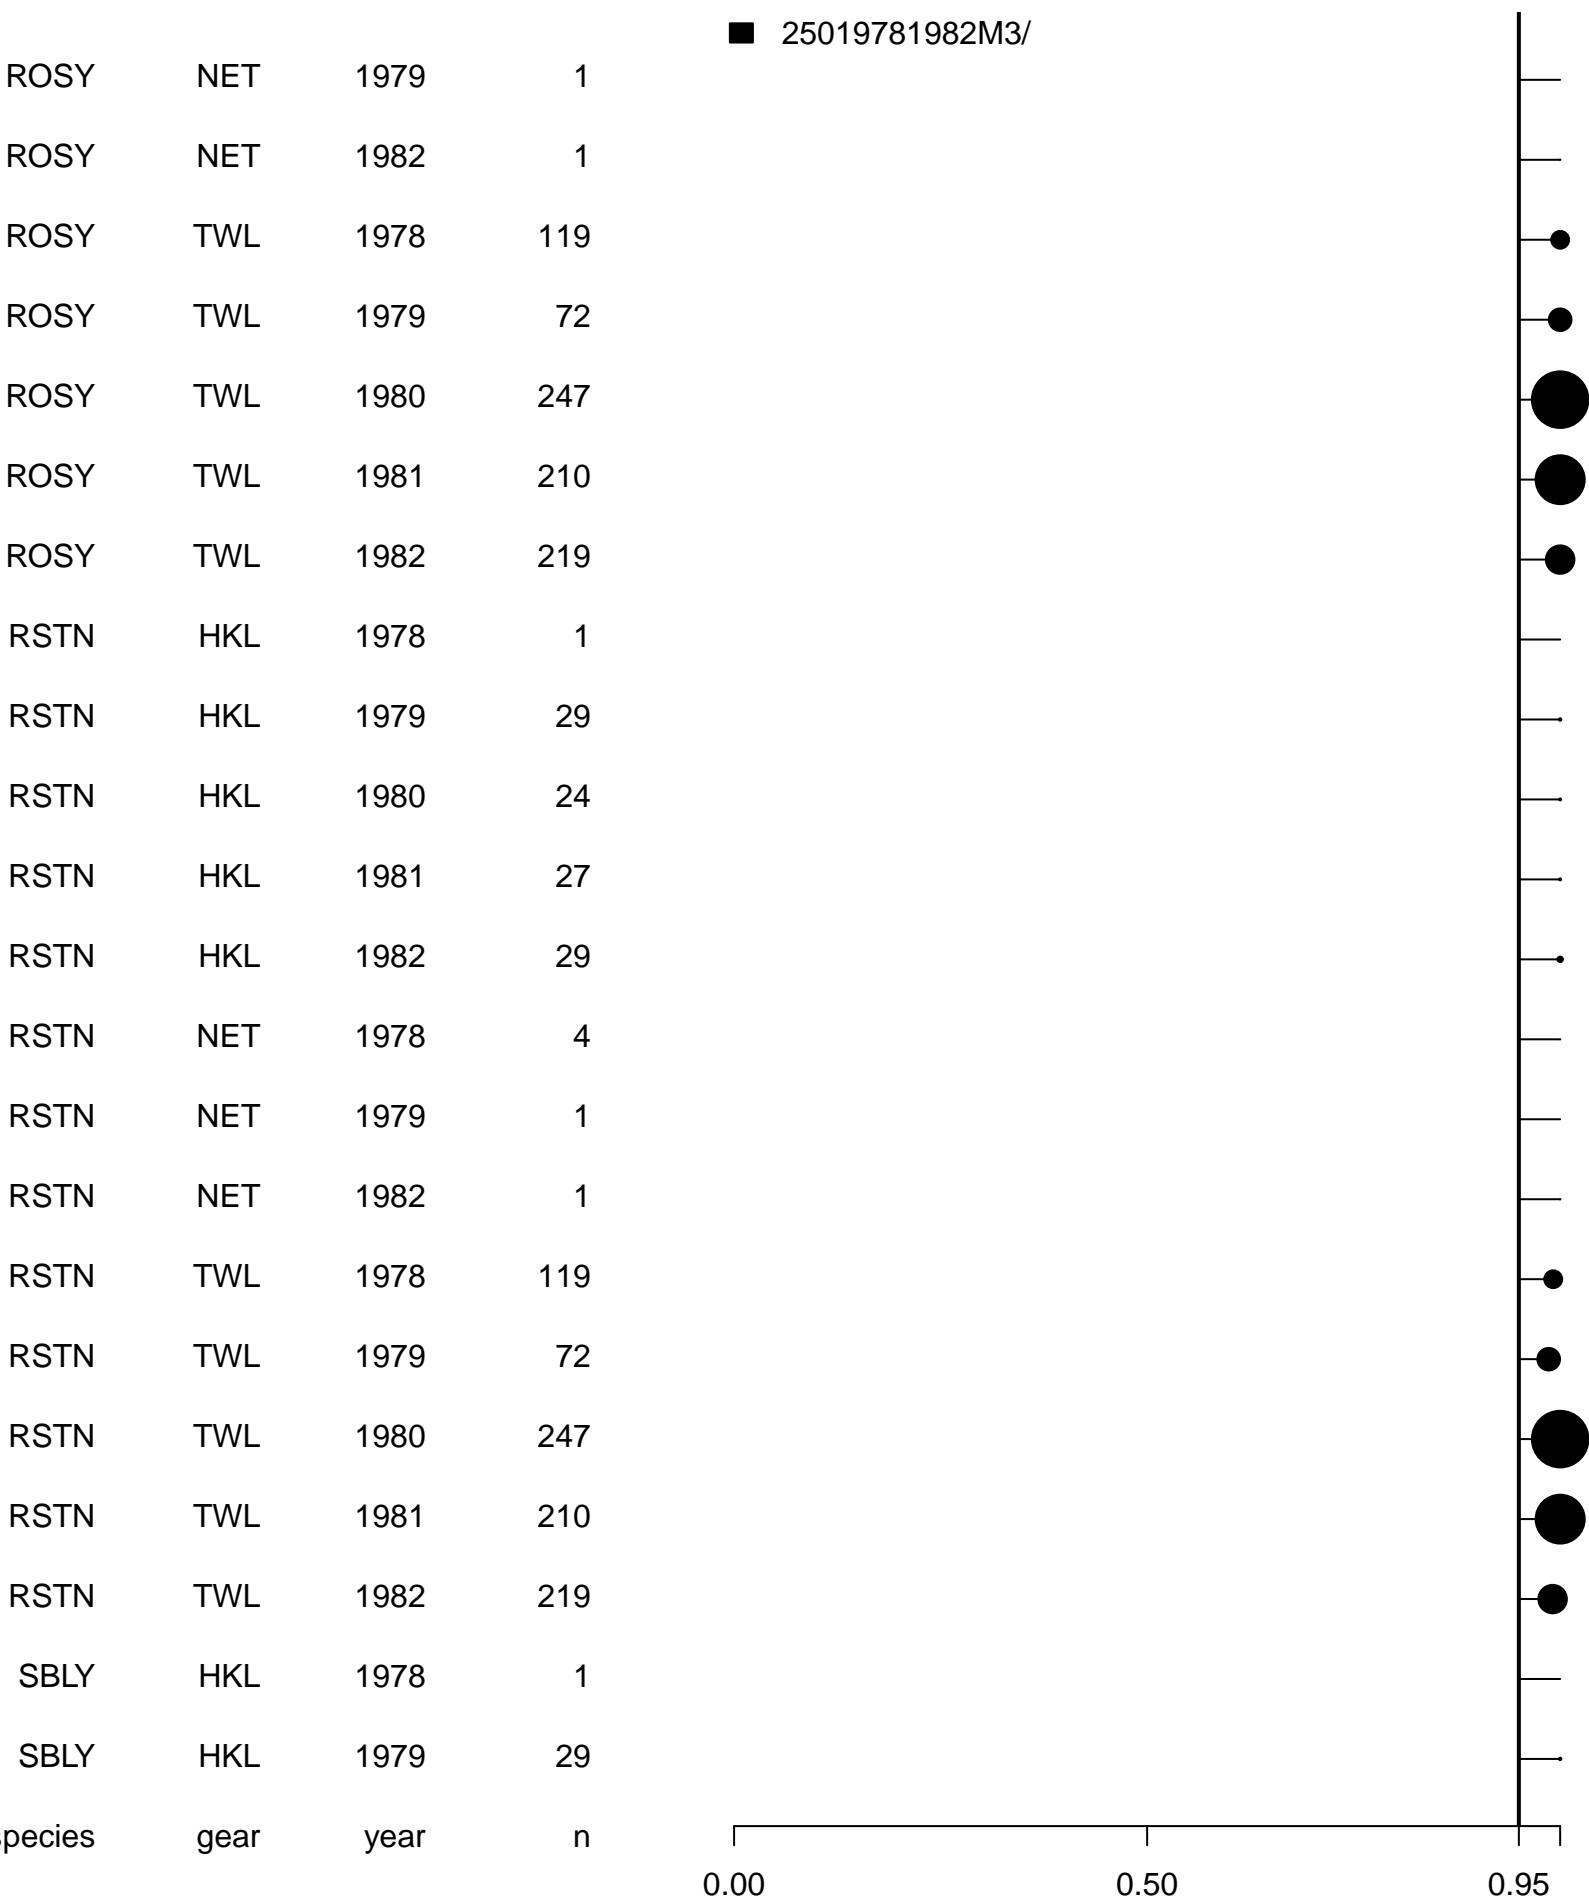 25019781982M3/
ROSY NET 1979 1
ROSY NET 1982 1
ROSY TWL 1978 119
ROSY TWL 1979 72
ROSY TWL 1980 247
ROSY TWL 1981 210
ROSY TWL 1982 219
RSTN HKL 1978 1
RSTN HKL 1979 29
RSTN HKL 1980 24
RSTN HKL 1981 27
RSTN HKL 1982 29
RSTN NET 1978 4
RSTN NET 1979 1
RSTN NET 1982 1
RSTN TWL 1978 119
RSTN TWL 1979 72
RSTN TWL 1980 247
RSTN TWL 1981 210
RSTN TWL 1982 219
SBLY HKL 1978 1
SBLY HKL 1979 29
pecies gear year n
0.00 0.50 0.95